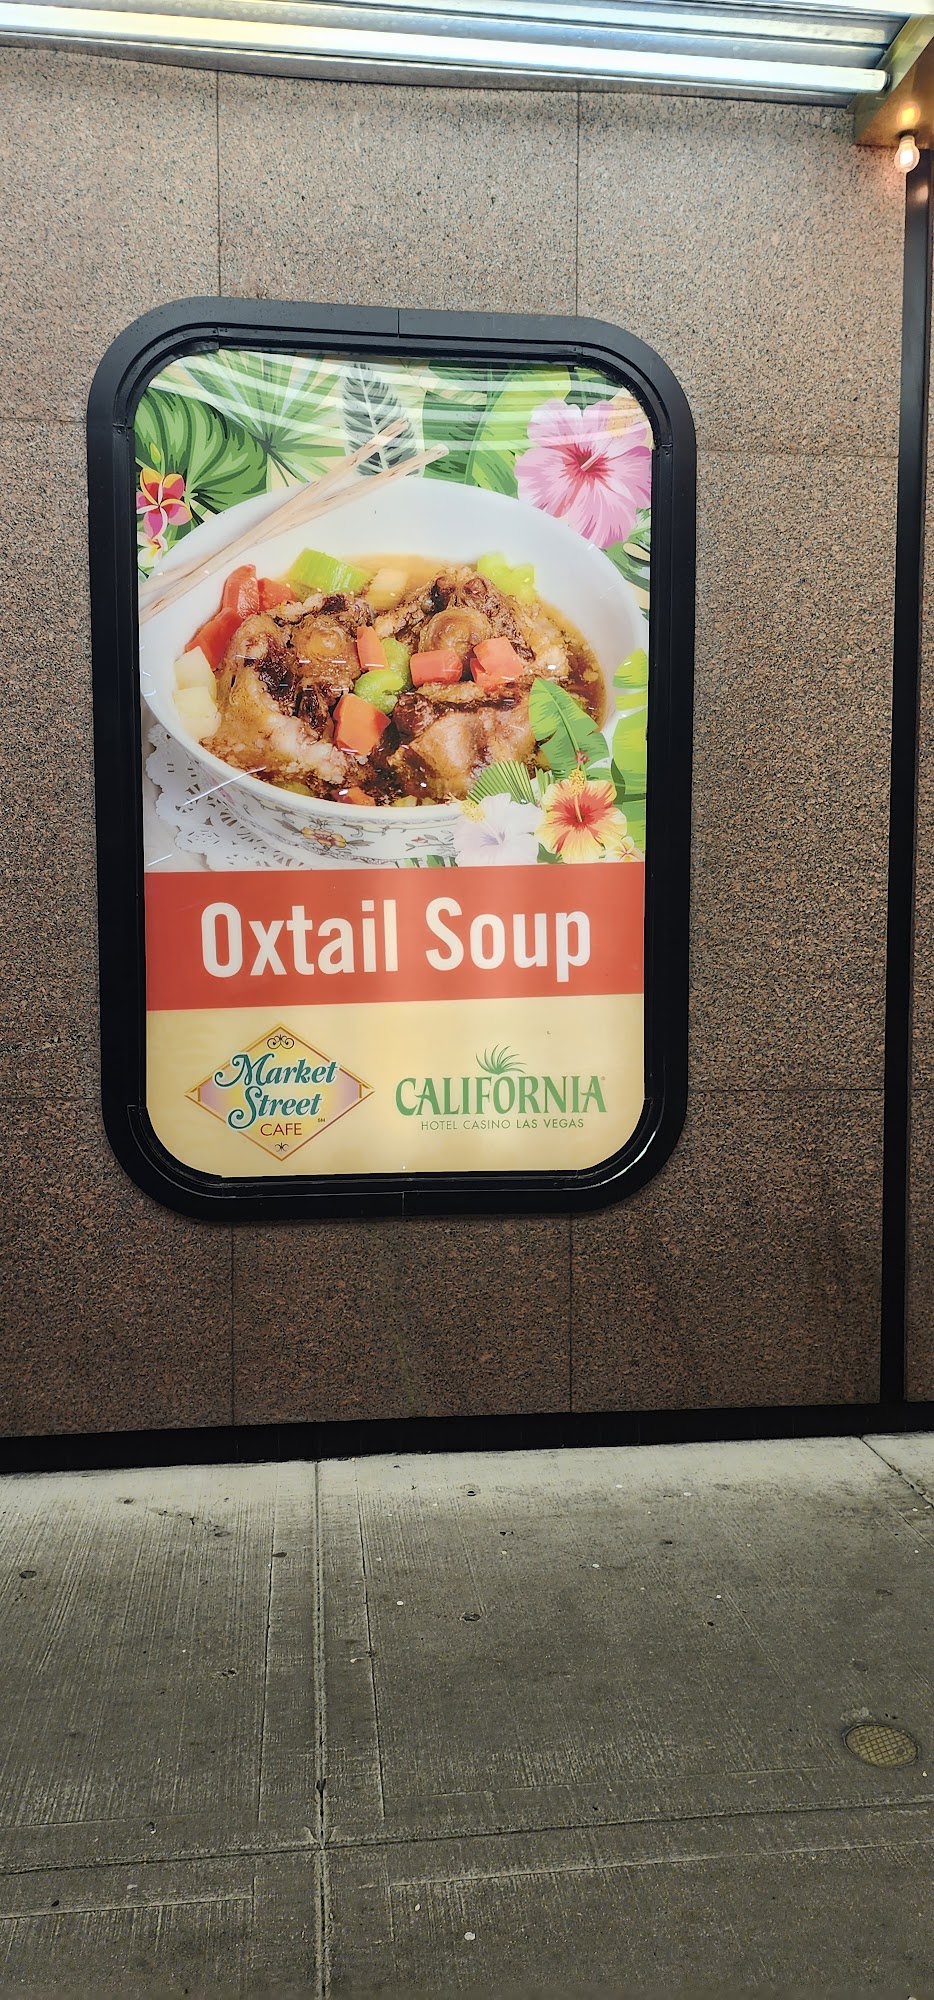 Oxtail Soup
Market
Street
CAFE
SM
CALIFORNIA
HOTEL CASINO LAS VEGAS